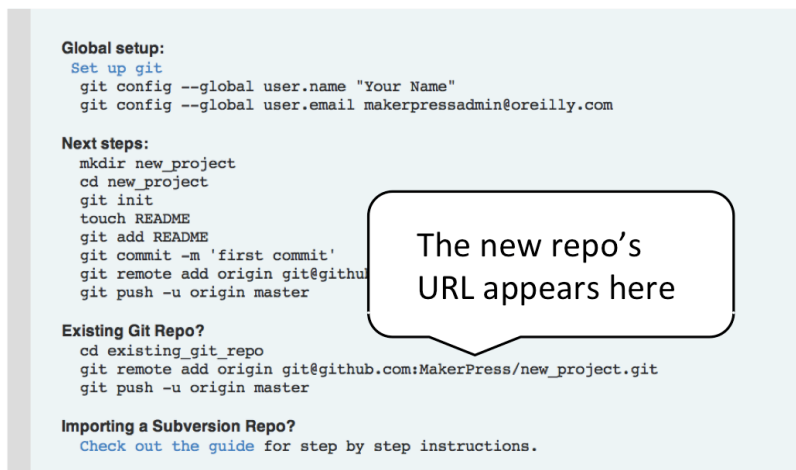 Global setup:
Set up git
git config --global user.name "Your Name"
git config --global user.email makerpressadmin@oreilly.com
Next steps:
mkdir new_project
cd new_project
git init
touch README
git add README
git commit -m 'first commit'
git remote add origin
git push -u origin master
The new repo's
URL appears here
Existing Git Repo?
cd existing_git_repo
git remote add origin git@github.com:MakerPress/new_project.git
git push -u origin master
Importing a Subversion Repo?
Check out the guide for step by step instructions.